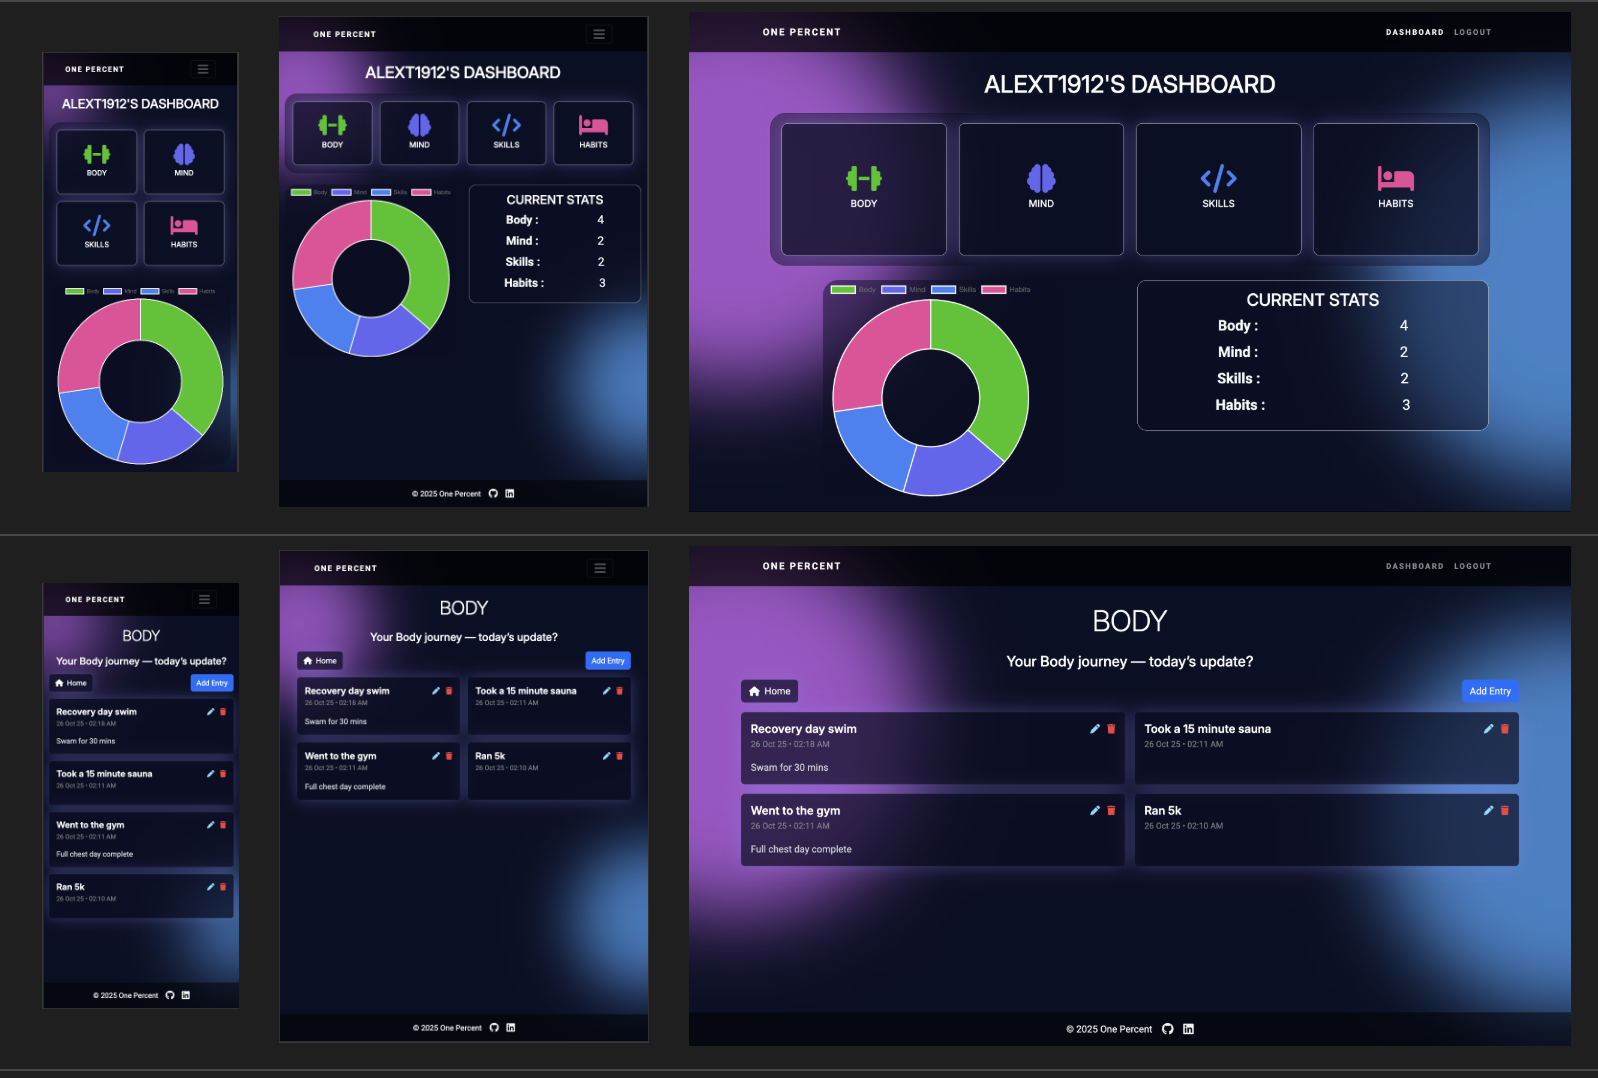 ONE PERCENT
ALEXT1912'S DASHBOARD
BODY
MIND
SKILLS
HABITS
Body Mind Skills Habits
ONE PERCENT
ALEXT1912'S DASHBOARD
BODY
MIND
SKILLS
HABITS
Body Mind Skills Habits
CURRENT STATS
Body : 4
Mind : 2
Skills : 2
Habits : 3
© 2025 One Percent
ONE PERCENT
DASHBOARD LOGOUT
ALEXT1912'S DASHBOARD
BODY
MIND
SKILLS
HABITS
Body Mind Skills Habits
CURRENT STATS
Body : 4
Mind : 2
Skills : 2
Habits : 3
ONE PERCENT
BODY
Your Body journey — today’s update?
Home
Add Entry
Recovery day swim
26 Oct 25 • 02:18 AM
Swam for 30 mins
Took a 15 minute sauna
26 Oct 25 • 02:11 AM
Went to the gym
26 Oct 25 • 02:11 AM
Full chest day complete
Ran 5k
26 Oct 25 • 02:10 AM
© 2025 One Percent
ONE PERCENT
BODY
Your Body journey — today’s update?
Home
Add Entry
Recovery day swim
26 Oct 25 • 02:18 AM
Swam for 30 mins
Took a 15 minute sauna
26 Oct 25 • 02:11 AM
Went to the gym
26 Oct 25 • 02:11 AM
Full chest day complete
Ran 5k
26 Oct 25 • 02:10 AM
© 2025 One Percent
ONE PERCENT
DASHBOARD LOGOUT
BODY
Your Body journey — today’s update?
Home
Add Entry
Recovery day swim
26 Oct 25 • 02:18 AM
Swam for 30 mins
Took a 15 minute sauna
26 Oct 25 • 02:11 AM
Went to the gym
26 Oct 25 • 02:11 AM
Full chest day complete
Ran 5k
26 Oct 25 • 02:10 AM
© 2025 One Percent